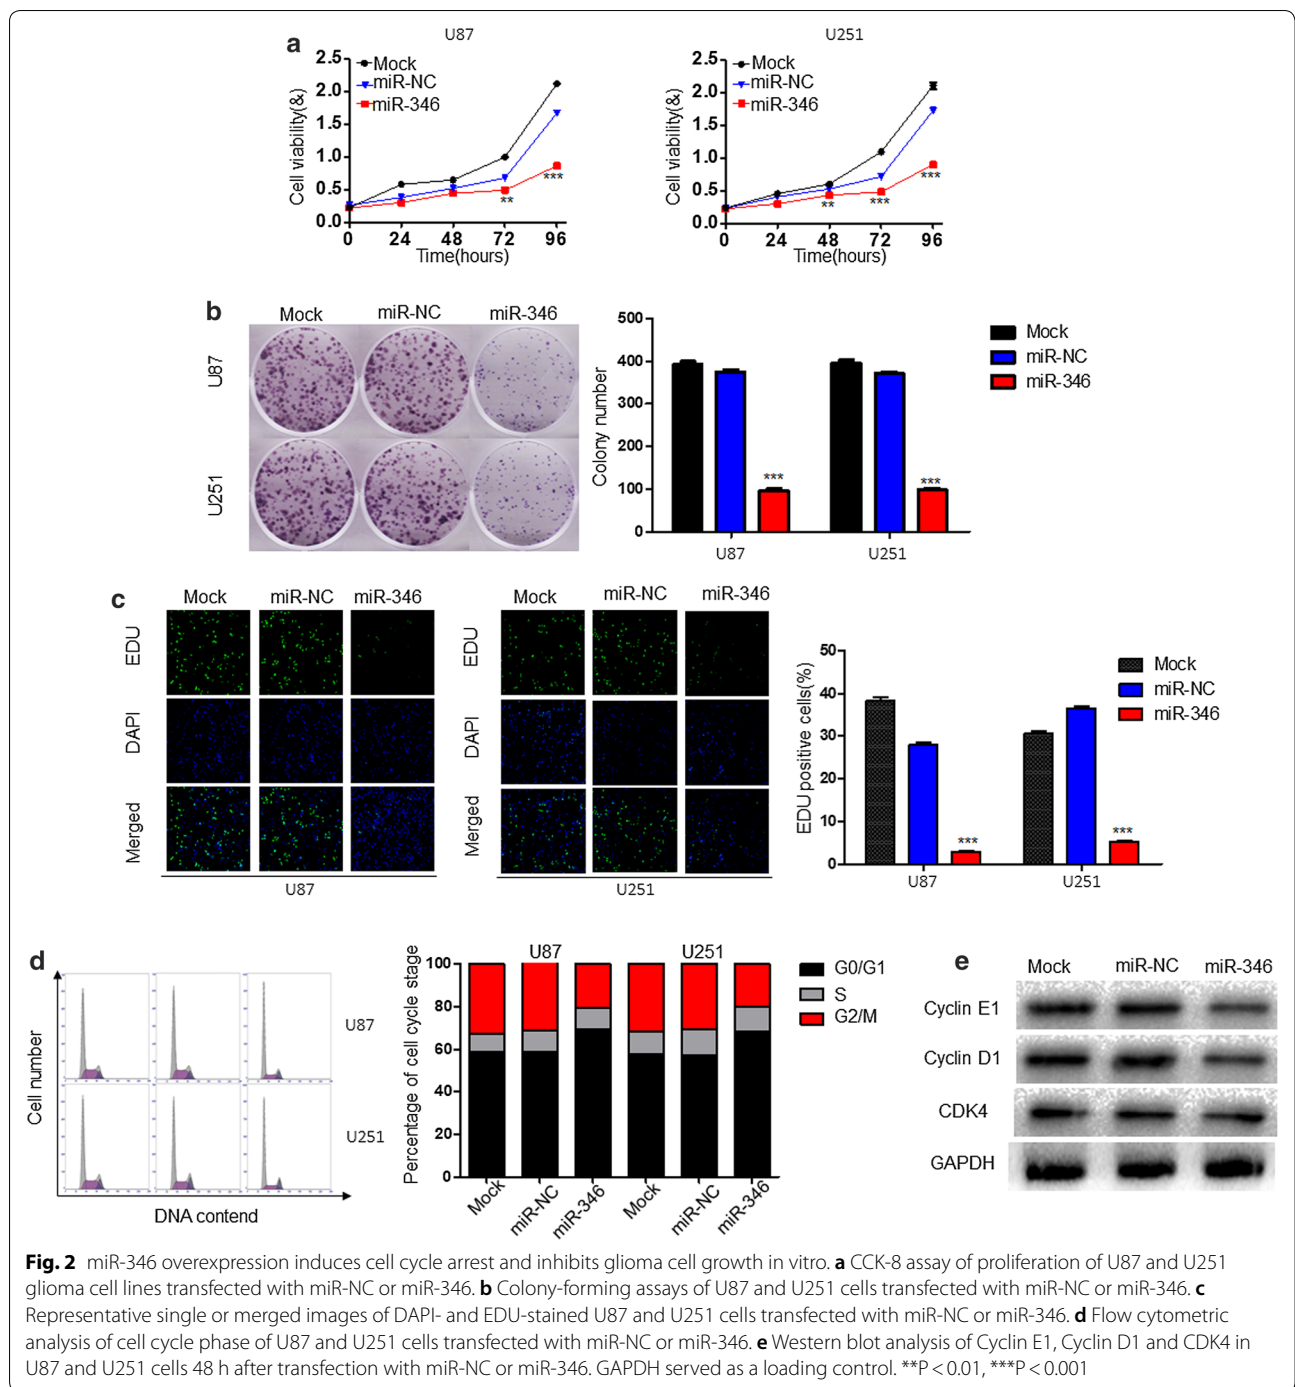 a
U87
2.5
2.0
1.5
1.0
0.5
0.0
Cell viability(&)
Mock
miR-NC
miR-346
**
***
0 24 48 72 96
Time(hours)
U251
2.5
2.0
1.5
1.0
0.5
0.0
Cell viability(&)
Mock
miR-NC
miR-346
**
***
***
0 24 48 72 96
Time(hours)
b
Mock miR-NC miR-346
U87
U251
500
400
300
200
100
0
Colony number
***
***
U87 U251
Mock
miR-NC
miR-346
c
Mock miR-NC miR-346
EDU
DAPI
Merged
U87
Mock miR-NC miR-346
EDU
DAPI
Merged
U251
50
40
30
20
10
0
EDU positive cells(%)
***
***
U87 U251
Mock
miR-NC
miR-346
d
Cell number
U87
U251
DNA contend
U87 U251
100
80
60
40
20
0
Percentage of cell cycle stage
Mock miR-NC miR-346 Mock miR-NC miR-346
G0/G1
S
G2/M
e
Mock miR-NC miR-346
Cyclin E1
Cyclin D1
CDK4
GAPDH
Fig. 2 miR-346 overexpression induces cell cycle arrest and inhibits glioma cell growth in vitro. a CCK-8 assay of proliferation of U87 and U251
glioma cell lines transfected with miR-NC or miR-346. b Colony-forming assays of U87 and U251 cells transfected with miR-NC or miR-346. c
Representative single or merged images of DAPI- and EDU-stained U87 and U251 cells transfected with miR-NC or miR-346. d Flow cytometric
analysis of cell cycle phase of U87 and U251 cells transfected with miR-NC or miR-346. e Western blot analysis of Cyclin E1, Cyclin D1 and CDK4 in
U87 and U251 cells 48 h after transfection with miR-NC or miR-346. GAPDH served as a loading control. **P < 0.01, ***P < 0.001